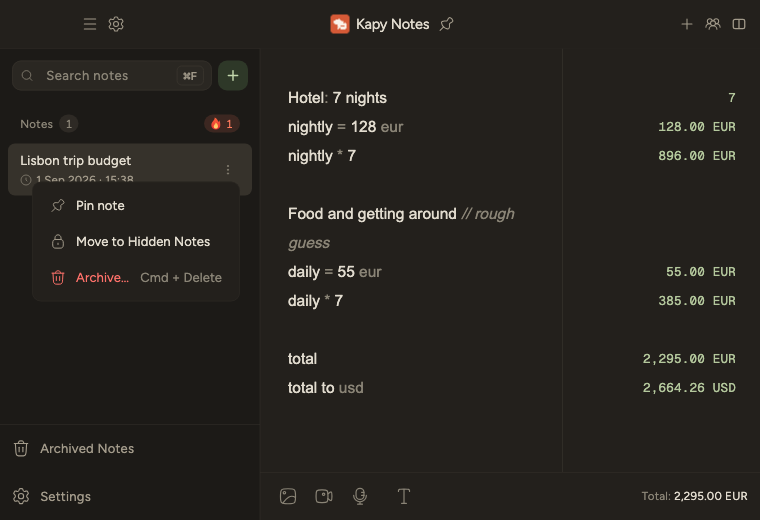 Kapy Notes
Search notes ⌘F
Notes 1 1
Lisbon trip budget
1 Sep 2026 · 15:38
Pin note
Move to Hidden Notes
Archive... Cmd + Delete
Archived Notes
Settings
Hotel: 7 nights 7
nightly = 128 eur 128.00 EUR
nightly * 7 896.00 EUR
Food and getting around // rough
guess
daily = 55 eur 55.00 EUR
daily * 7 385.00 EUR
total 2,295.00 EUR
total to usd 2,664.26 USD
Total: 2,295.00 EUR